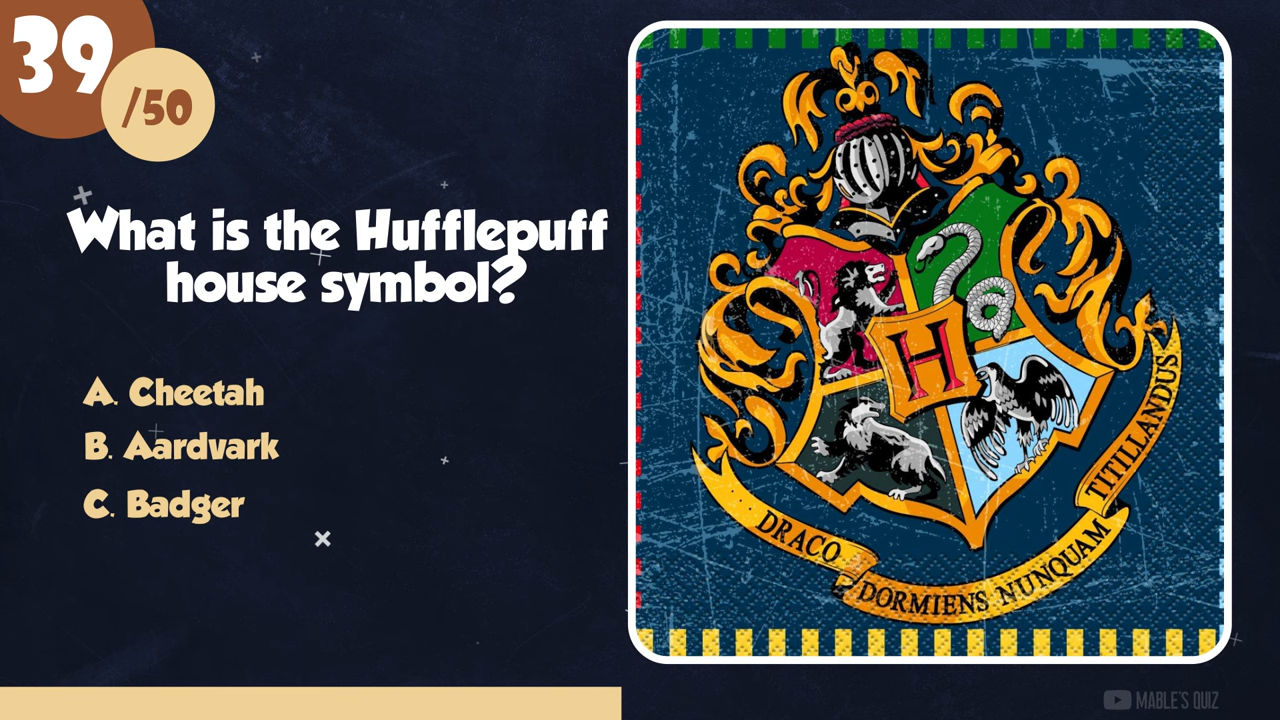 39
/50
What is the Hufflepuff
house symbol?
A. Cheetah
B. Aardvark
C. Badger
H
DRACO
DORMIENS NUNQUAM
TITILLANDUS
MABLE'S QUIZ